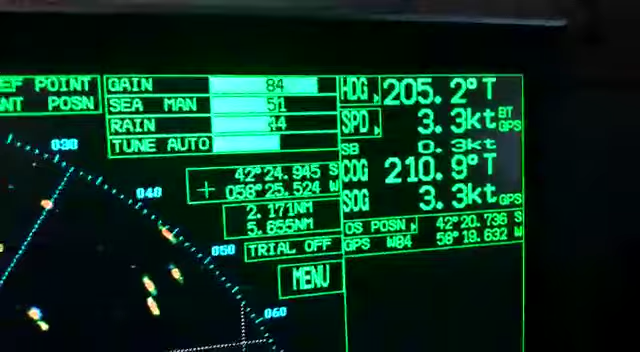 EF POINT
NT POSN
GAIN 84
SEA MAN 51
RAIN 44
TUNE AUTO
HDG 205.2°T
SPD 3.3kt BT GPS
SB 0.3kt
COG 210.9°T
SOG 3.3kt GPS
42°24.945 S
+ 058°25.524 W
2.171NM
5.655NM
TRIAL OFF
OS POSN 42°20.736 S
GPS W84 58°18.632 W
MENU
030
040
050
060